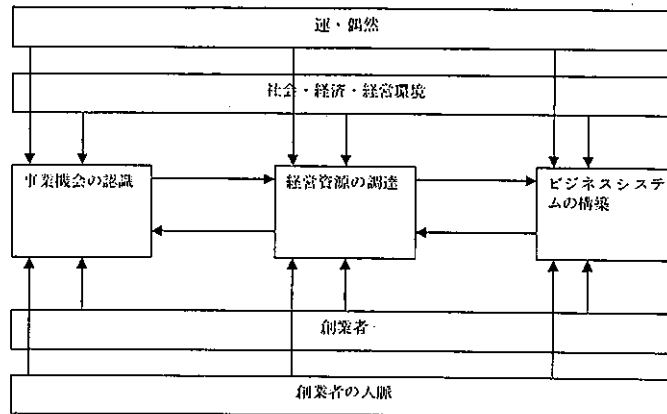 運・偶然
社会・経済・経営環境
事業機会の認識
経営資源の調達
ビジネスシステ
ムの構築
創業者
創業者の人脈